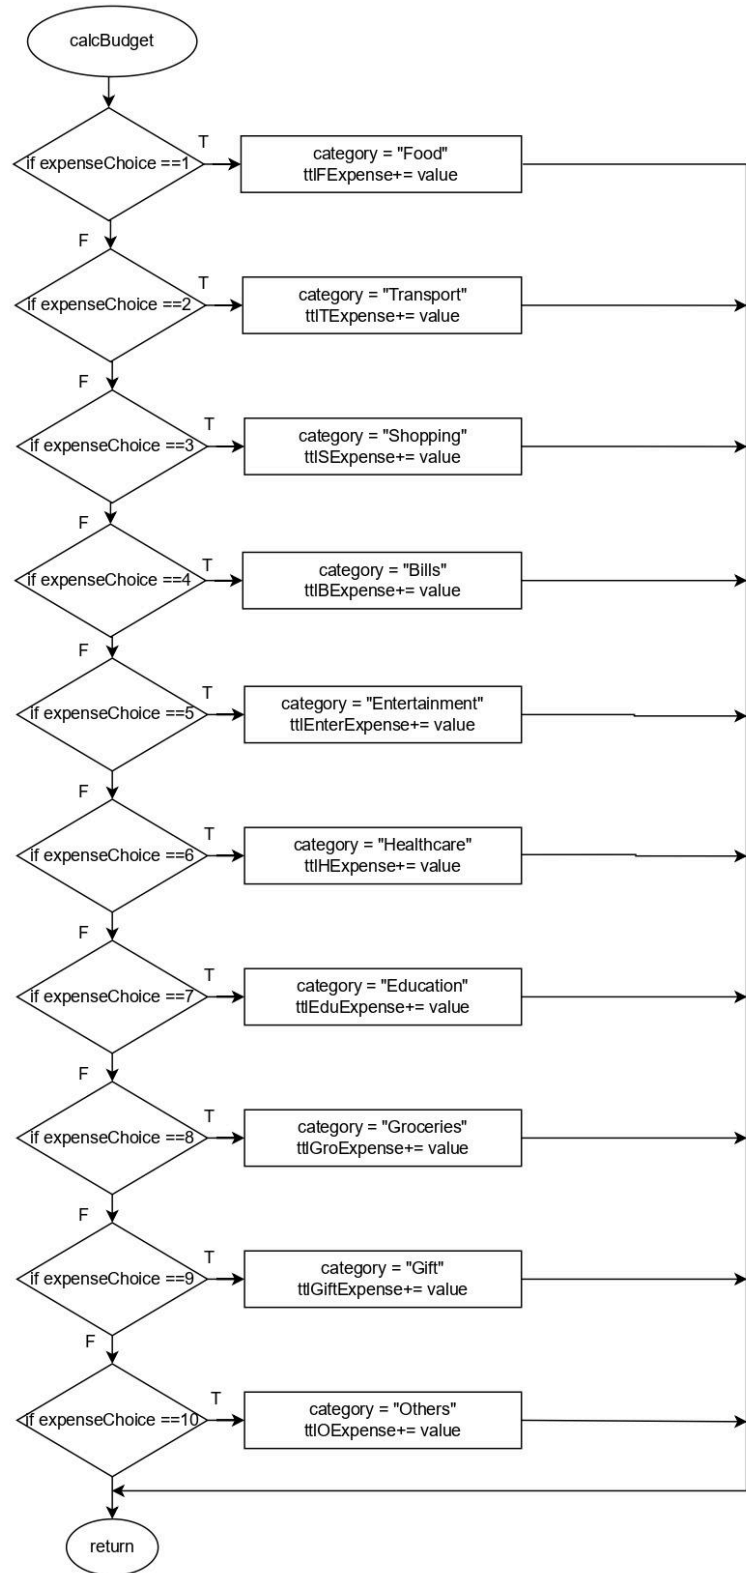 calcBudget
if expenseChoice ==1
T
category = "Food"
ttlFExpense+= value
F
if expenseChoice ==2
T
category = "Transport"
ttlTExpense+= value
F
if expenseChoice ==3
T
category = "Shopping"
ttlSExpense+= value
F
if expenseChoice ==4
T
category = "Bills"
ttlBExpense+= value
F
if expenseChoice ==5
T
category = "Entertainment"
ttlEnterExpense+= value
F
if expenseChoice ==6
T
category = "Healthcare"
ttlHExpense+= value
F
if expenseChoice ==7
T
category = "Education"
ttlEduExpense+= value
F
if expenseChoice ==8
T
category = "Groceries"
ttlGroExpense+= value
F
if expenseChoice ==9
T
category = "Gift"
ttlGiftExpense+= value
F
if expenseChoice ==10
T
category = "Others"
ttlOExpense+= value
return